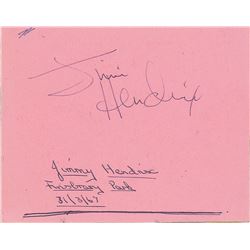 Jimi
Hendrix
Jimmy Hendrix
Finsbury Park
31/3/67